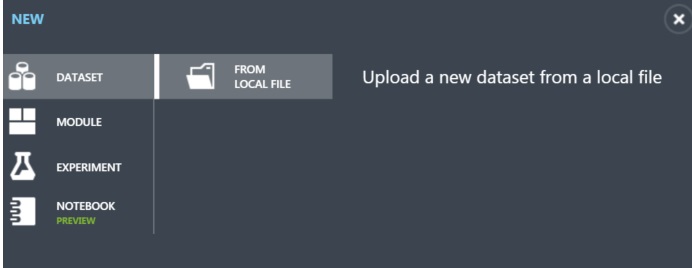 NEW
DATASET
FROM
LOCAL FILE
Upload a new dataset from a local file
MODULE
EXPERIMENT
NOTEBOOK
PREVIEW